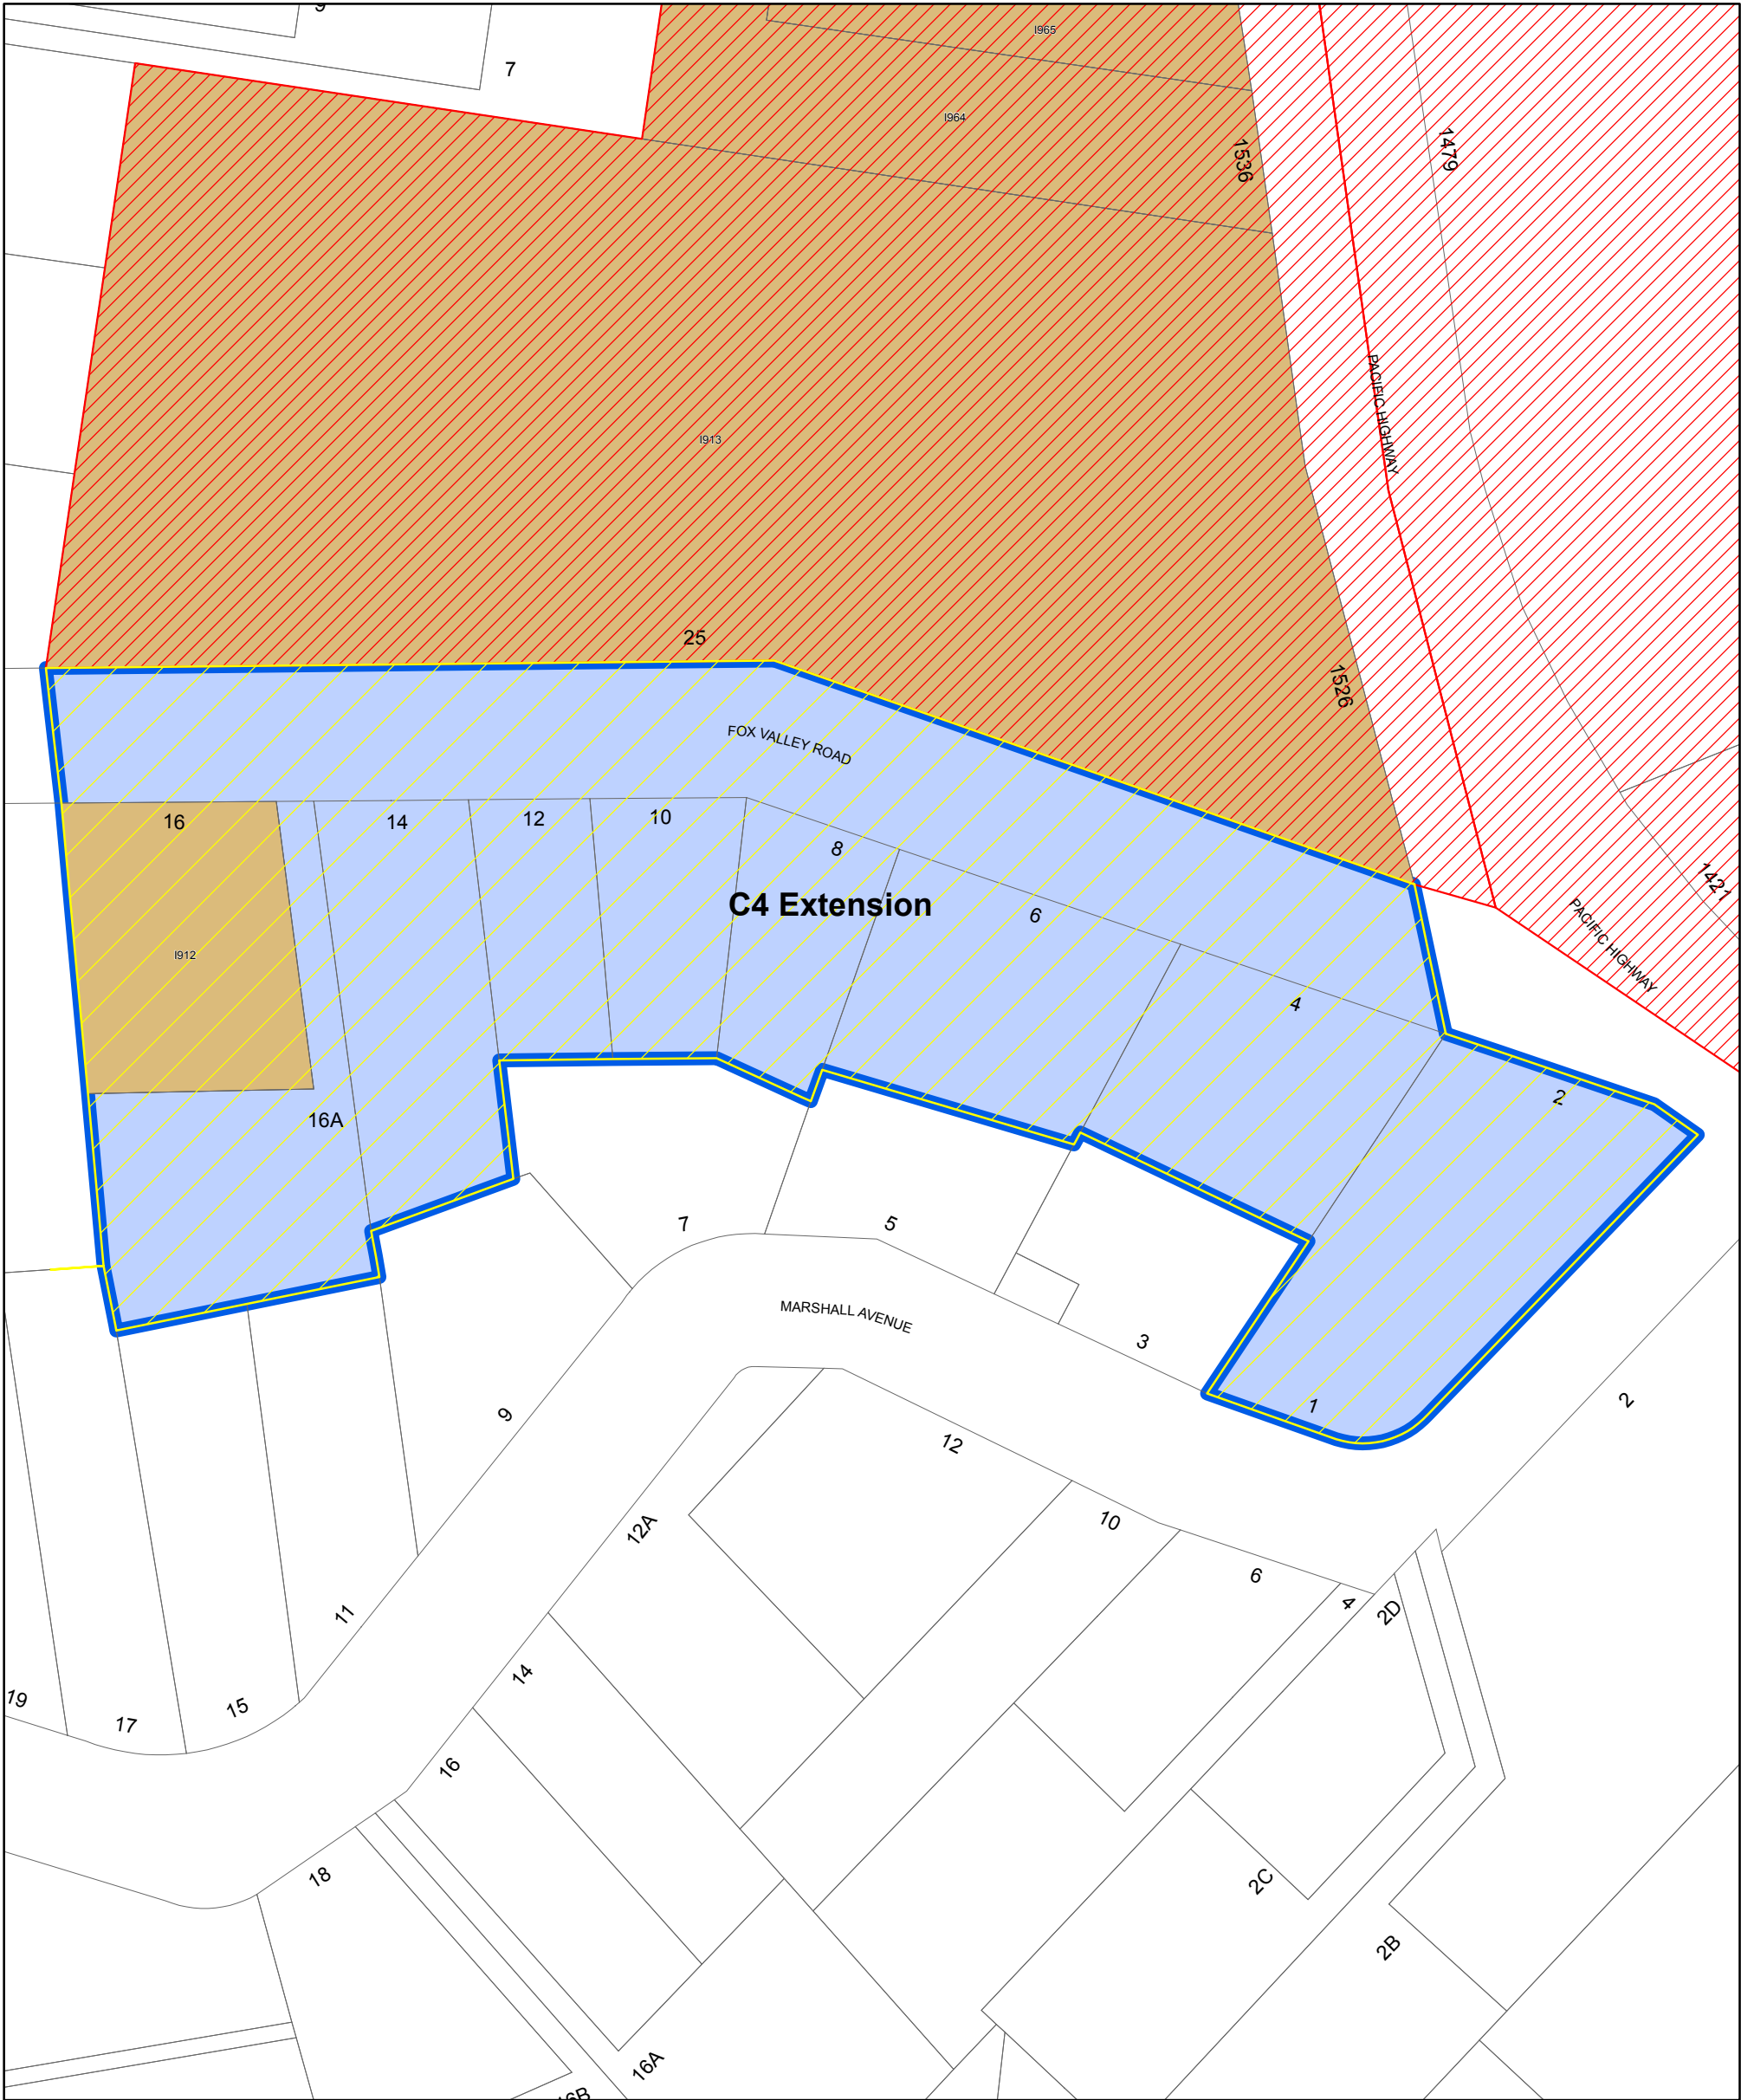 9
7
I965
I964
1536
1479
PACIFIC HIGHWAY
I913
25
1526
FOX VALLEY ROAD
16
14
12
10
8
6
4
2
C4 Extension
1421
PACIFIC HIGHWAY
I912
16A
7
5
3
1
MARSHALL AVENUE
2
9
11
12A
12
10
6
4
2D
14
16
19
17
15
18
2C
2B
16A
16B